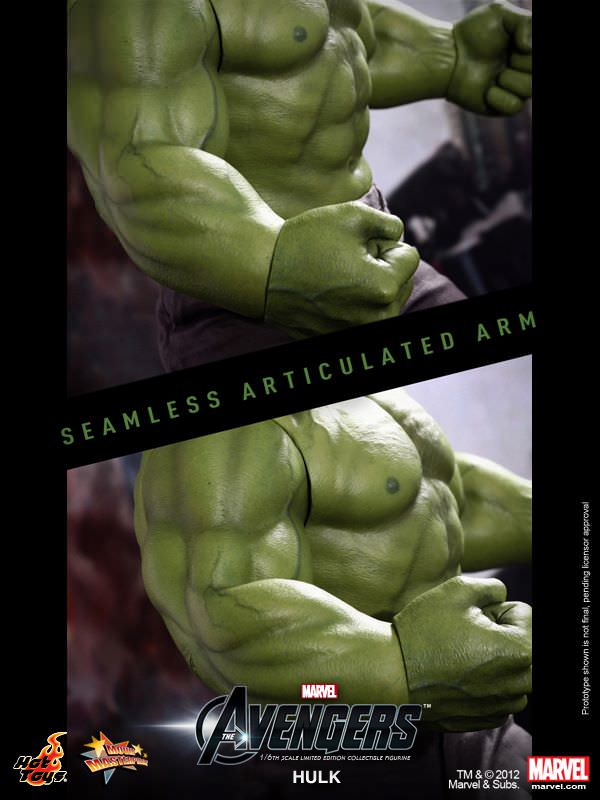 SEAMLESS ARTICULATED ARM
Prototype shown is not final, pending licensor approval
MARVEL
THE AVENGERS™
1/6TH SCALE LIMITED EDITION COLLECTIBLE FIGURINE
HULK
Hot Toys
MOVIE MASTERPIECE
TM & © 2012
Marvel & Subs.
MARVEL
marvel.com